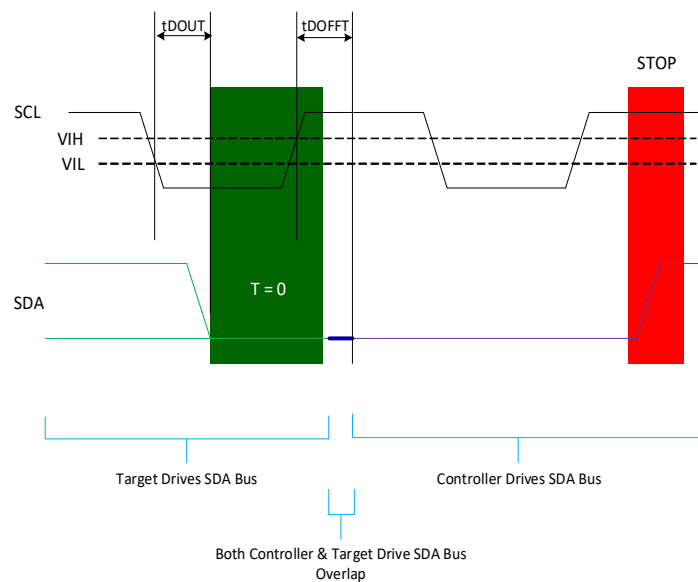 tDOUT
tDOFFT
STOP
SCL
VIH
VIL
T = 0
SDA
Target Drives SDA Bus
Controller Drives SDA Bus
Both Controller & Target Drive SDA Bus
Overlap